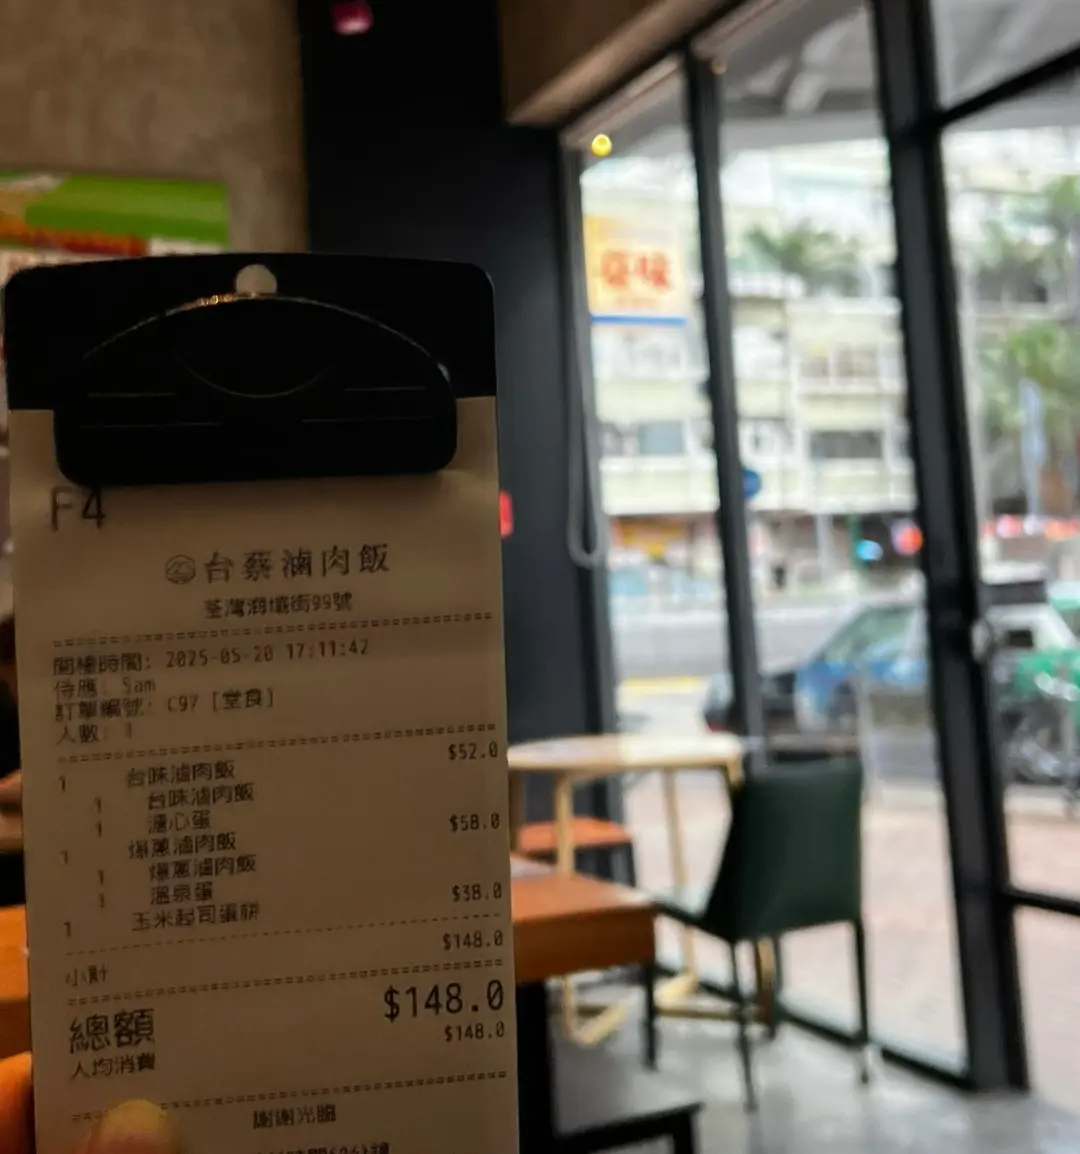 F4
台蔡滷肉飯
荃灣海壩街99號
開檯時間: 2025-05-20 17:11:42
侍應: Sam
訂單編號: C97 [堂食]
人數: 1
1 台味滷肉飯 $52.0
1 台味滷肉飯
1 溏心蛋
1 爆蔥滷肉飯 $58.0
1 爆蔥滷肉飯
1 溫泉蛋
1 玉米起司蛋餅 $38.0
小計 $148.0
總額 $148.0
人均消費 $148.0
謝謝光臨